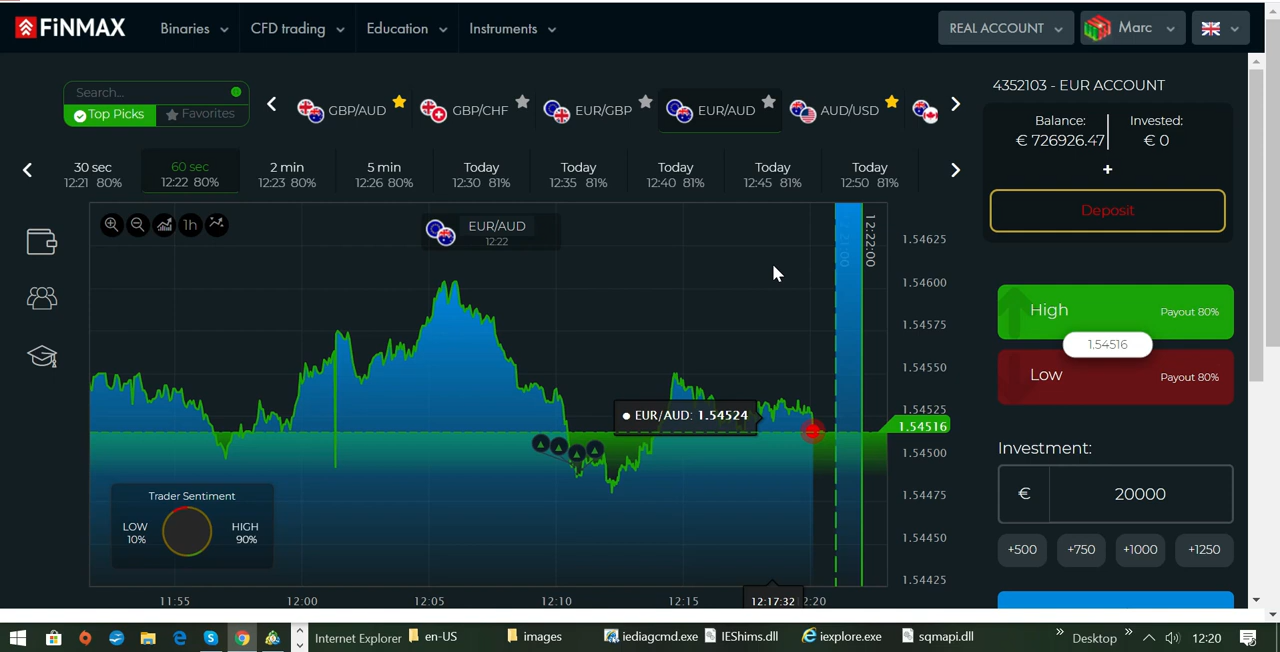 FiNMAX
Binaries
CFD trading
Education
Instruments
REAL ACCOUNT
Marc
Search...
Top Picks
Favorites
GBP/AUD
GBP/CHF
EUR/GBP
EUR/AUD
AUD/USD
4352103 - EUR ACCOUNT
Balance:
€ 726926.47
Invested:
€ 0
+
Deposit
30 sec
12:21 80%
60 sec
12:22 80%
2 min
12:23 80%
5 min
12:26 80%
Today
12:30 81%
Today
12:35 81%
Today
12:40 81%
Today
12:45 81%
Today
12:50 81%
1h
EUR/AUD
12:22
12:21:00
12:22:00
1.54625
1.54600
1.54575
1.54550
1.54525
1.54516
1.54500
1.54475
1.54450
1.54425
EUR/AUD: 1.54524
Trader Sentiment
LOW
10%
HIGH
90%
11:55
12:00
12:05
12:10
12:15
12:17:32
2:20
High
Payout 80%
1.54516
Low
Payout 80%
Investment:
€
20000
+500
+750
+1000
+1250
Internet Explorer
en-US
images
iediagcmd.exe
IEShims.dll
iexplore.exe
sqmapi.dll
Desktop
12:20